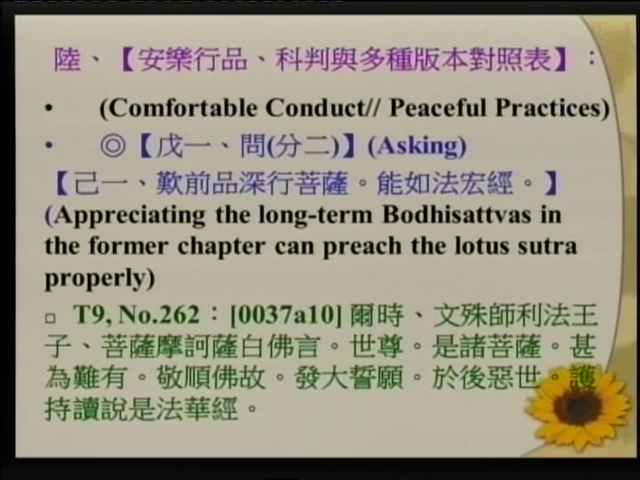 陸、【安樂行品、科判與多種版本對照表】：
• (Comfortable Conduct// Peaceful Practices)
• ◎【戊一、問(分二)】(Asking)
【己一、歎前品深行菩薩。能如法宏經。】
(Appreciating the long-term Bodhisattvas in
the former chapter can preach the lotus sutra
properly)
□ T9, No.262：[0037a10] 爾時、文殊師利法王
子、菩薩摩訶薩白佛言。世尊。是諸菩薩。甚
為難有。敬順佛故。發大誓願。於後惡世。護
持讀說是法華經。